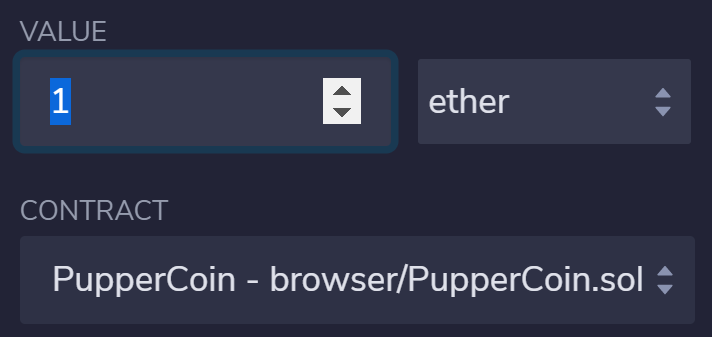 VALUE
1 ether
CONTRACT
PupperCoin - browser/PupperCoin.sol